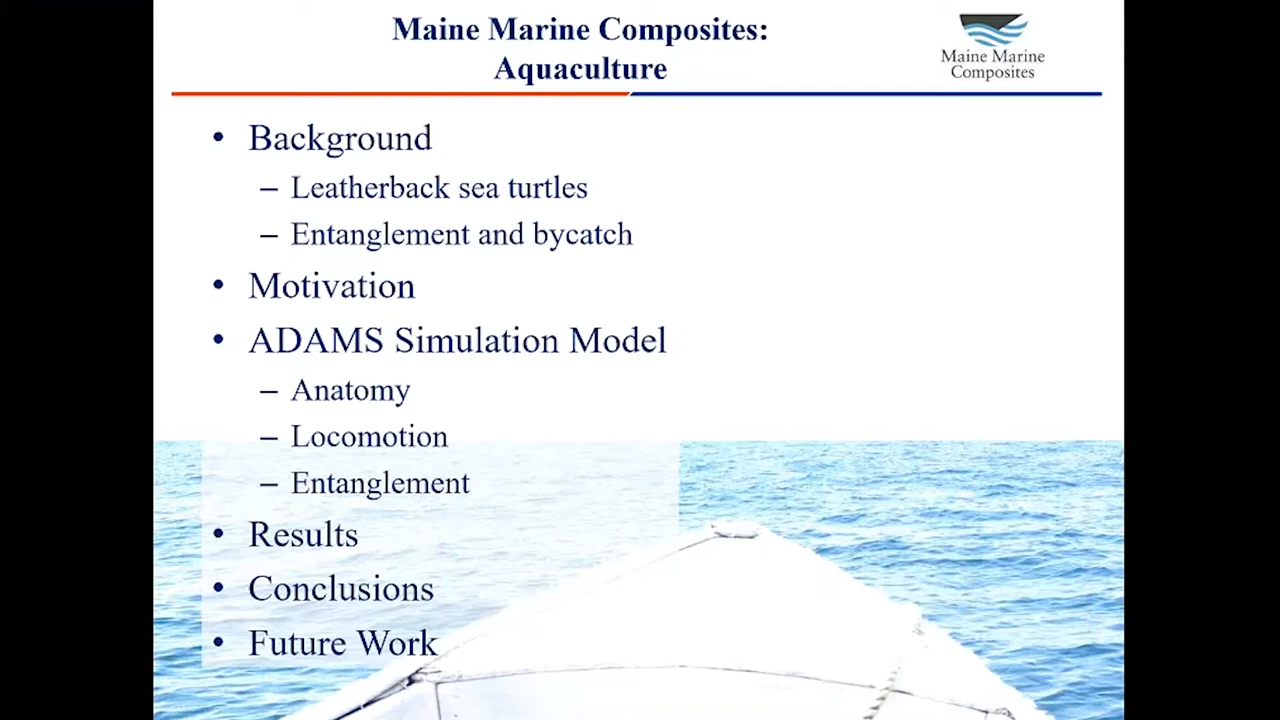 Maine Marine Composites:
Aquaculture
Maine Marine
Composites
• Background
– Leatherback sea turtles
– Entanglement and bycatch
• Motivation
• ADAMS Simulation Model
– Anatomy
– Locomotion
– Entanglement
• Results
• Conclusions
• Future Work